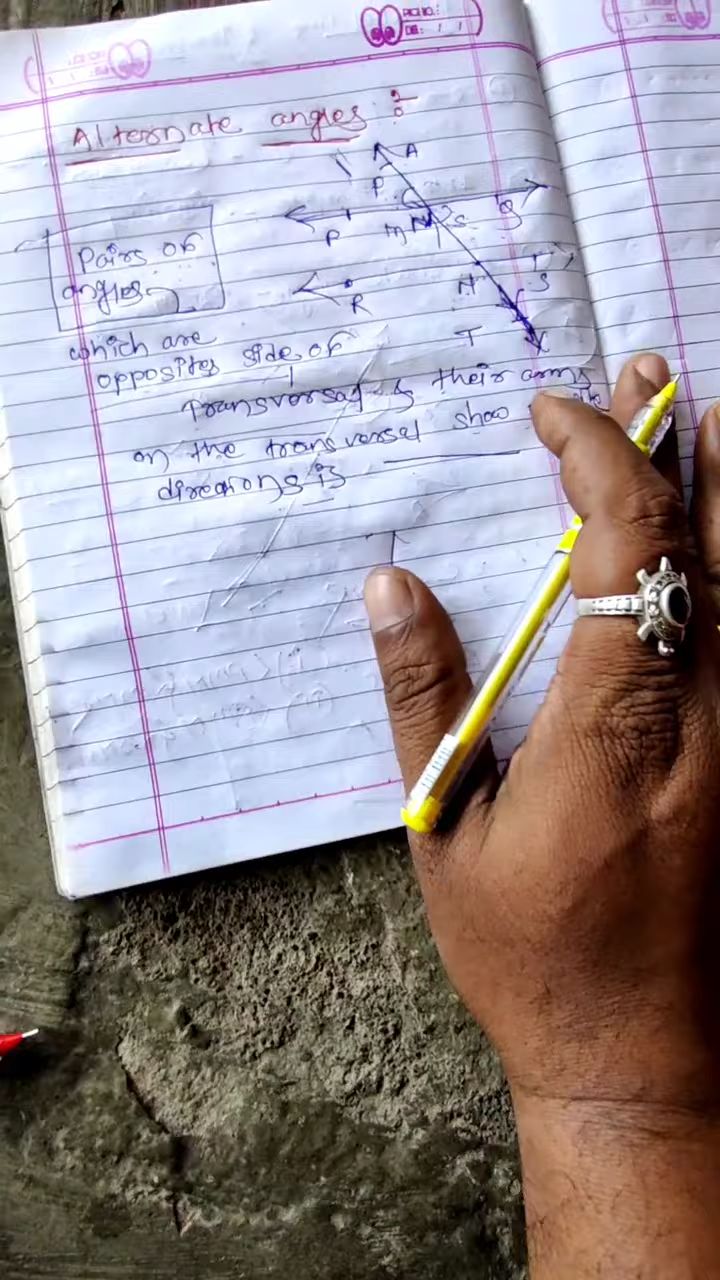 Alternate angles :
A
P
P
m
S
Q
R
N
S
T
Pairs of
angles
which are
opposites side of
Transversal & their arms
on the transversal show
directions is